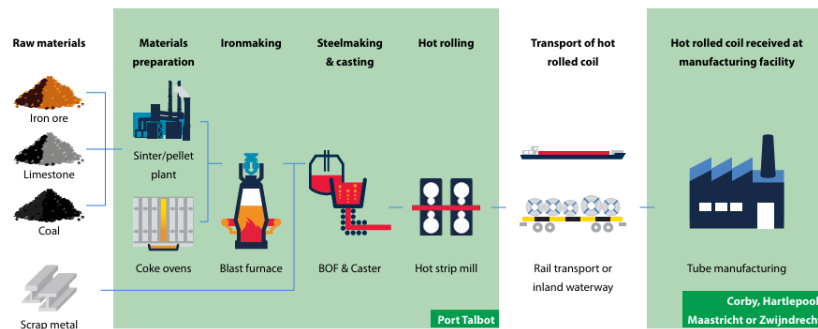 Raw materials
Materials
preparation
Ironmaking
Steelmaking
& casting
Hot rolling
Transport of hot
rolled coil
Hot rolled coil received at
manufacturing facility
Iron ore
Limestone
Coal
Scrap metal
Sinter/pellet
plant
Coke ovens
Blast furnace
BOF & Caster
Hot strip mill
Rail transport or
inland waterway
Tube manufacturing
Port Talbot
Corby, Hartlepool
Maastricht or Zwijndrech